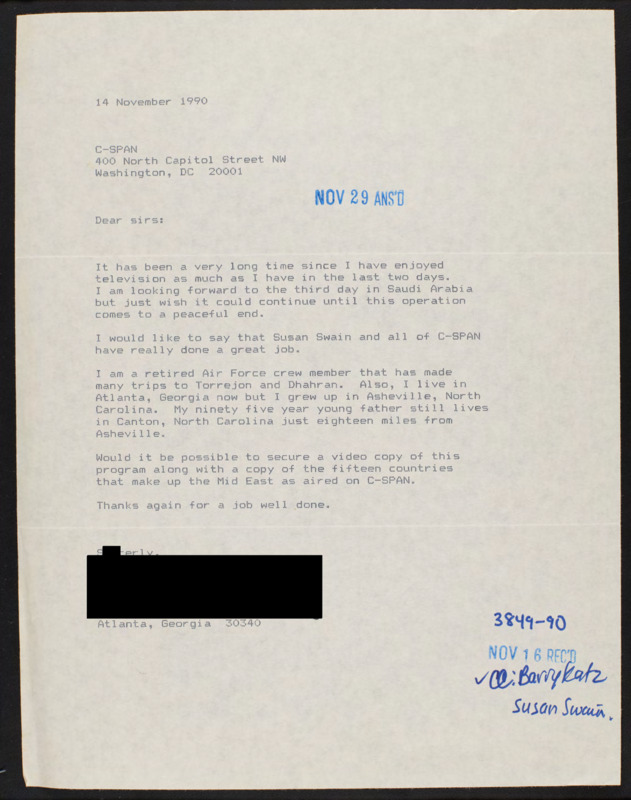 14 November 1990
C-SPAN
400 North Capitol Street NW
Washington, DC 20001
NOV 29 ANS'D
Dear sirs:
It has been a very long time since I have enjoyed
television as much as I have in the last two days.
I am looking forward to the third day in Saudi Arabia
but just wish it could continue until this operation
comes to a peaceful end.
I would like to say that Susan Swain and all of C-SPAN
have really done a great job.
I am a retired Air Force crew member that has made
many trips to Torrejon and Dhahran. Also, I live in
Atlanta, Georgia now but I grew up in Asheville, North
Carolina. My ninety five year young father still lives
in Canton, North Carolina just eighteen miles from
Asheville.
Would it be possible to secure a video copy of this
program along with a copy of the fifteen countries
that make up the Mid East as aired on C-SPAN.
Thanks again for a job well done.
Atlanta, Georgia 30340
3849-90
NOV 16 REC'D
✓ cc: Barry Katz
Susan Swain.